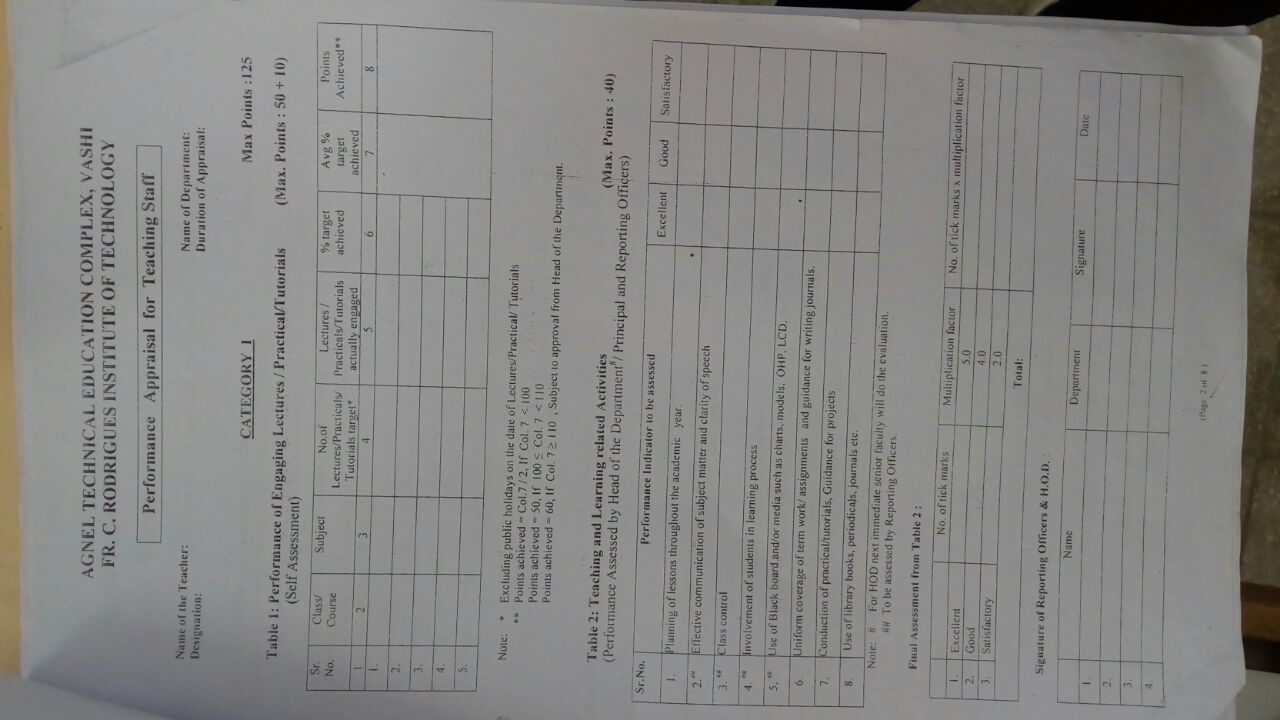 AGNEL TECHNICAL EDUCATION COMPLEX, VASHI
FR. C. RODRIGUES INSTITUTE OF TECHNOLOGY
Performance Appraisal for Teaching Staff
Name of the Teacher: Name of Department:
Designation: Duration of Appraisal:
CATEGORY I Max Points :125
Table 1: Performance of Engaging Lectures / Practical/Tutorials (Max. Points : 50 + 10)
(Self Assessment)
Sr. No. Class/ Course Subject No.of Lectures/Practicals/ Tutorials target* Lectures / Practicals/Tutorials actually engaged % target achieved Avg % target achieved Points Achieved**
1 2 3 4 5 6 7 8
1.
2.
3.
4.
5.
Note: * Excluding public holidays on the date of Lectures/Practical/ Tutorials
** Points achieved = Col.7 / 2, If Col. 7 < 100
Points achieved = 50, If 100 ≤ Col. 7 < 110
Points achieved = 60, If Col. 7 ≥ 110 , Subject to approval from Head of the Department.
Table 2: Teaching and Learning related Activities (Max. Points : 40)
(Performance Assessed by Head of the Department#/ Principal and Reporting Officers)
Sr.No. Performance Indicator to be assessed Excellent Good Satisfactory
1. Planning of lessons throughout the academic year.
2.## Effective communication of subject matter and clarity of speech
3. ## Class control
4. ## Involvement of students in learning process
5. ## Use of Black board and/or media such as charts, models, OHP, LCD.
6. Uniform coverage of term work/ assignments and guidance for writing journals.
7. Conduction of practical/tutorials, Guidance for projects
8. Use of library books, periodicals, journals etc.
Note: # For HOD next immediate senior faculty will do the evaluation.
## To be assessed by Reporting Officers.
Final Assessment from Table 2 :
No. of tick marks Multiplication factor No. of tick marks x multiplication factor
1. Excellent 5.0
2. Good 4.0
3. Satisfactory 2.0
Total:
Signature of Reporting Officers & H.O.D. :
Name Department Signature Date
1.
2.
3.
4.
(Page 2 of 8 )